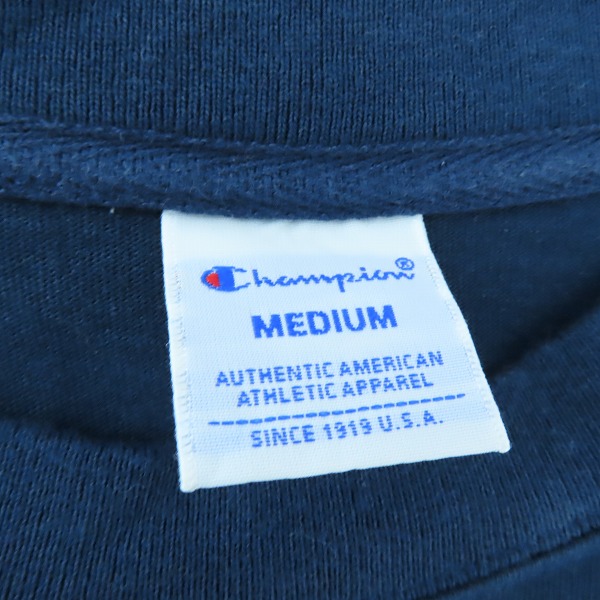 Champion®
MEDIUM
AUTHENTIC AMERICAN
ATHLETIC APPAREL
SINCE 1919 U.S.A.